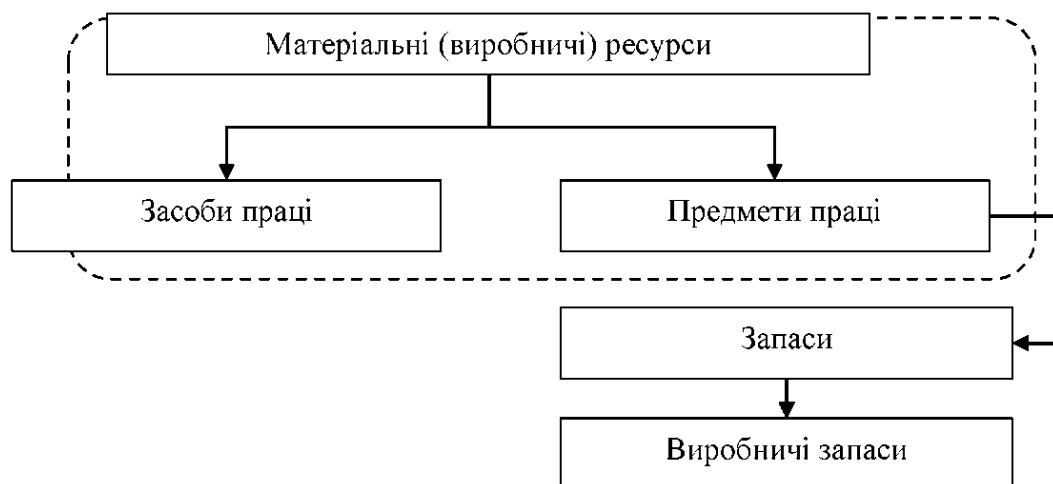 Матеріальні (виробничі) ресурси
Засоби праці
Предмети праці
Запаси
Виробничі запаси